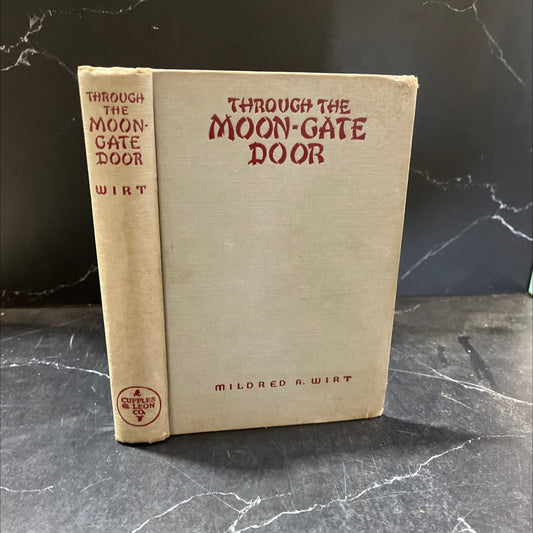 THROUGH
THE
MOON-
GATE
DOOR
WIRT
CUPPLES
& LEON
CO.
THROUGH THE
MOON-GATE
DOOR
MILDRED A. WIRT